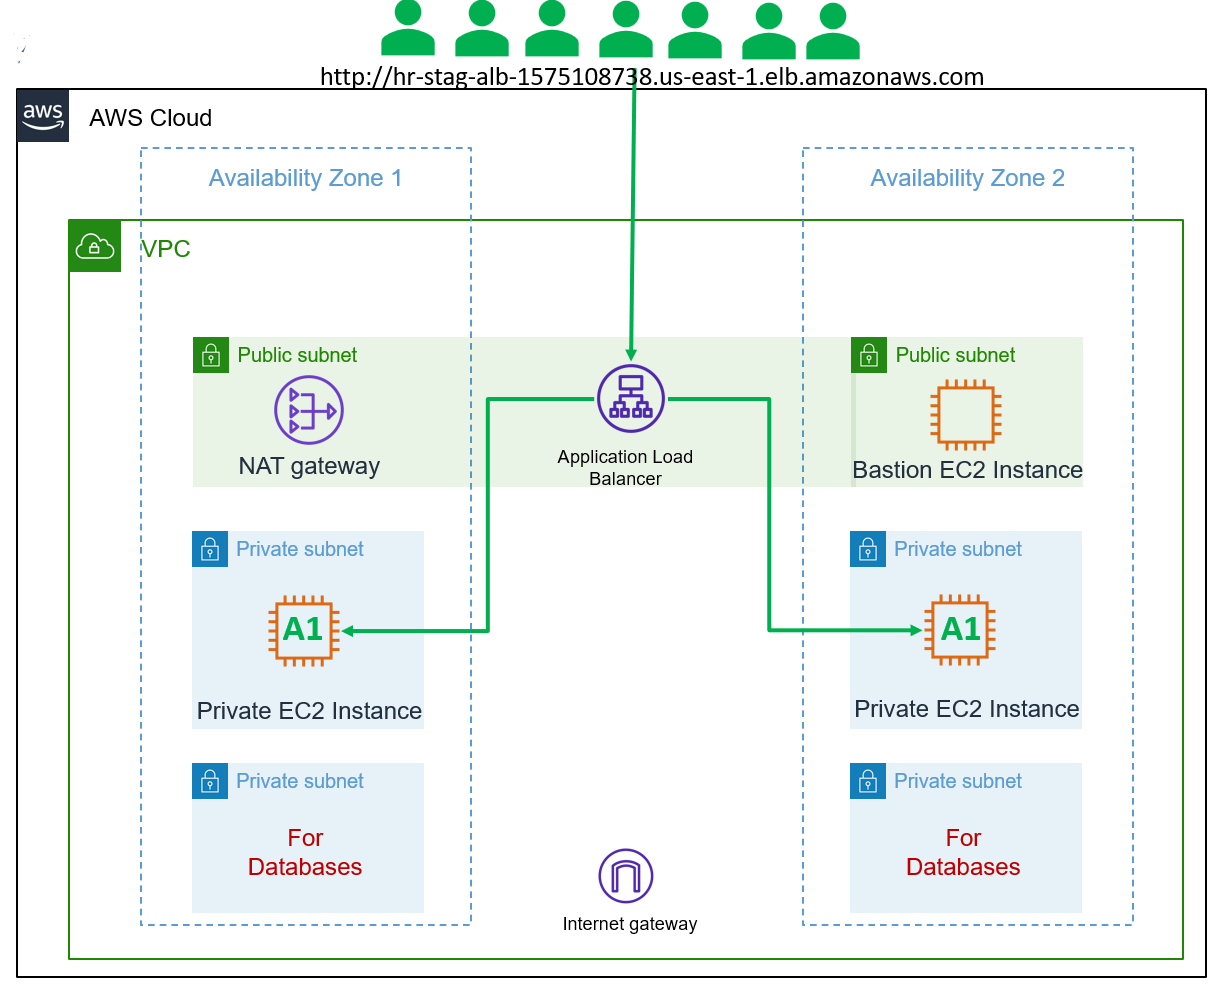 http://hr-stag-alb-1575108738.us-east-1.elb.amazonaws.com
aws
AWS Cloud
Availability Zone 1
Availability Zone 2
VPC
Public subnet
Public subnet
NAT gateway
Application Load
Balancer
Bastion EC2 Instance
Private subnet
Private subnet
A1
A1
Private EC2 Instance
Private EC2 Instance
Private subnet
Private subnet
For
Databases
For
Databases
Internet gateway